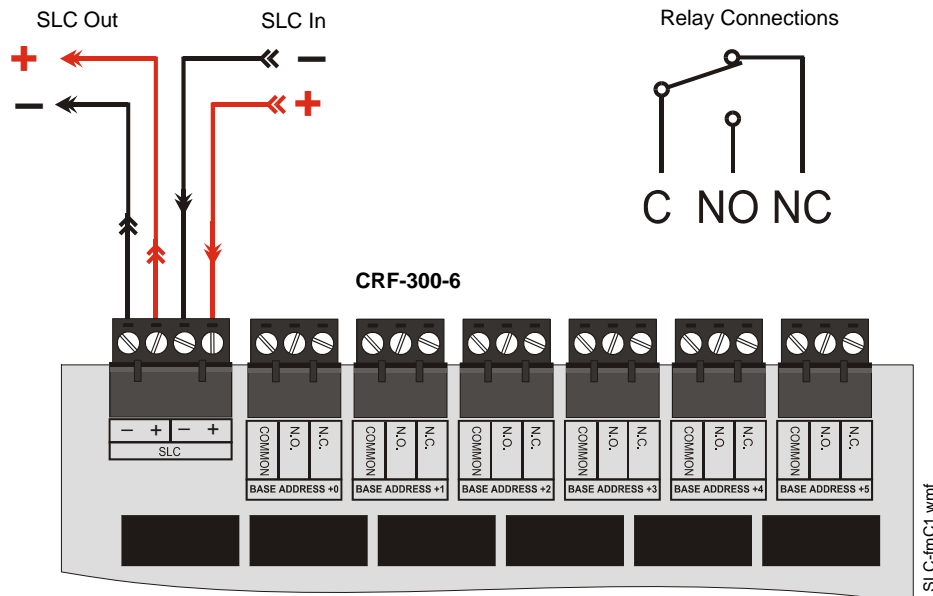 SLC Out
SLC In
Relay Connections
+
−
−
+
C NO NC
CRF-300-6
− + − +
SLC
COMMON N.O. N.C.
COMMON N.O. N.C.
COMMON N.O. N.C.
COMMON N.O. N.C.
COMMON N.O. N.C.
COMMON N.O. N.C.
BASE ADDRESS +0
BASE ADDRESS +1
BASE ADDRESS +2
BASE ADDRESS +3
BASE ADDRESS +4
BASE ADDRESS +5
SLC-fmC1.wmf